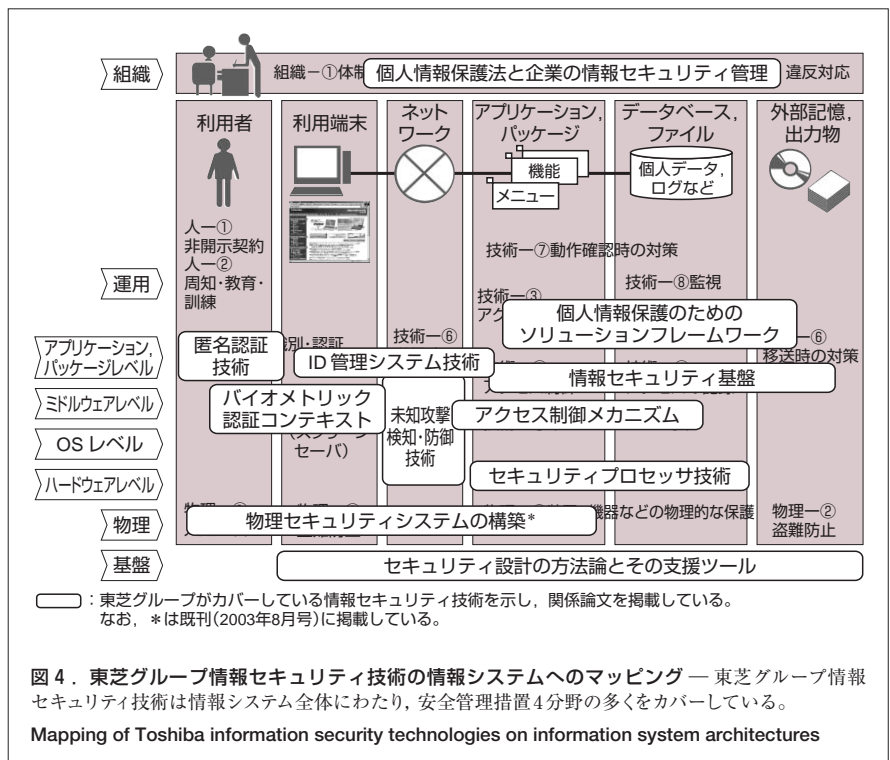 組織
組織－①体制
個人情報保護法と企業の情報セキュリティ管理
違反対応
利用者
利用端末
ネット
ワーク
アプリケーション,
パッケージ
データベース,
ファイル
外部記憶,
出力物
機能
メニュー
個人データ,
ログなど
人－①
非開示契約
人－②
周知・教育・
訓練
技術－⑦動作確認時の対策
運用
技術－⑧監視
技術－③
アク
個人情報保護のための
ソリューションフレームワーク
アプリケーション,
パッケージレベル
匿名認証
技術
別・認証
技術－⑥
ID 管理システム技術
－⑥
移送時の対策
情報セキュリティ基盤
ミドルウェアレベル
バイオメトリック
認証コンテキスト
セーバ）
未知攻撃
検知・防御
技術
アクセス制御メカニズム
OS レベル
ハードウェアレベル
セキュリティプロセッサ技術
物理
物理セキュリティシステムの構築*
機器などの物理的な保護
物理－②
盗難防止
基盤
セキュリティ設計の方法論とその支援ツール
：東芝グループがカバーしている情報セキュリティ技術を示し，関係論文を掲載している。
なお，＊は既刊（2003年8月号）に掲載している。
図4．東芝グループ情報セキュリティ技術の情報システムへのマッピング ― 東芝グループ情報
セキュリティ技術は情報システム全体にわたり，安全管理措置4分野の多くをカバーしている。
Mapping of Toshiba information security technologies on information system architectures